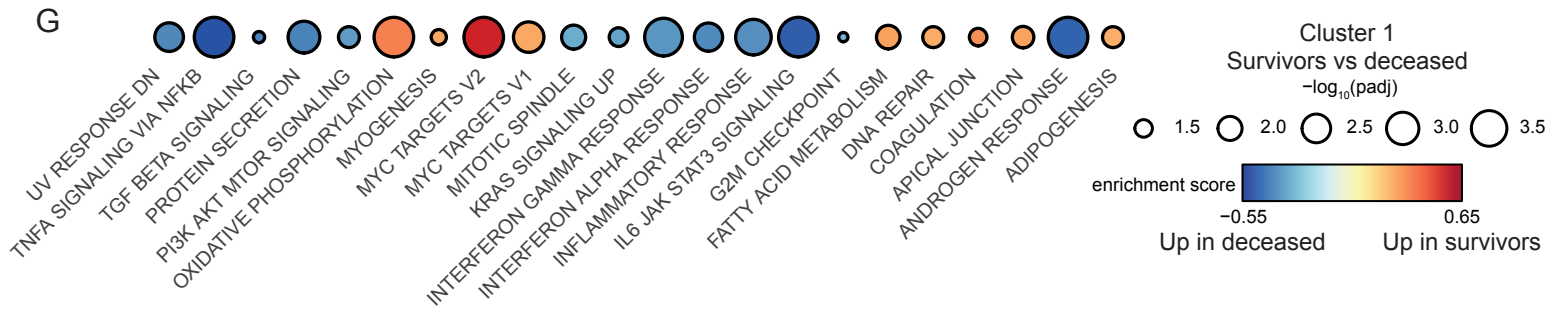 G
UV RESPONSE DN
TNFA SIGNALING VIA NFKB
TGF BETA SIGNALING
PROTEIN SECRETION
PI3K AKT MTOR SIGNALING
OXIDATIVE PHOSPHORYLATION
MYOGENESIS
MYC TARGETS V2
MYC TARGETS V1
MITOTIC SPINDLE
KRAS SIGNALING UP
INTERFERON GAMMA RESPONSE
INTERFERON ALPHA RESPONSE
INFLAMMATORY RESPONSE
IL6 JAK STAT3 SIGNALING
G2M CHECKPOINT
FATTY ACID METABOLISM
DNA REPAIR
COAGULATION
APICAL JUNCTION
ANDROGEN RESPONSE
ADIPOGENESIS
Cluster 1
Survivors vs deceased
−log₁₀(padj)
1.5 2.0 2.5 3.0 3.5
enrichment score
−0.55 0.65
Up in deceased Up in survivors